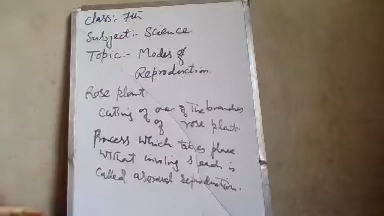 Class:- 7th
Subject:- Science
Topic:- Modes of
Reproduction
Rose plant
Cutting of one of the branches
of rose plant.
Process which takes place
without involving seeds is
called asexual reproduction.